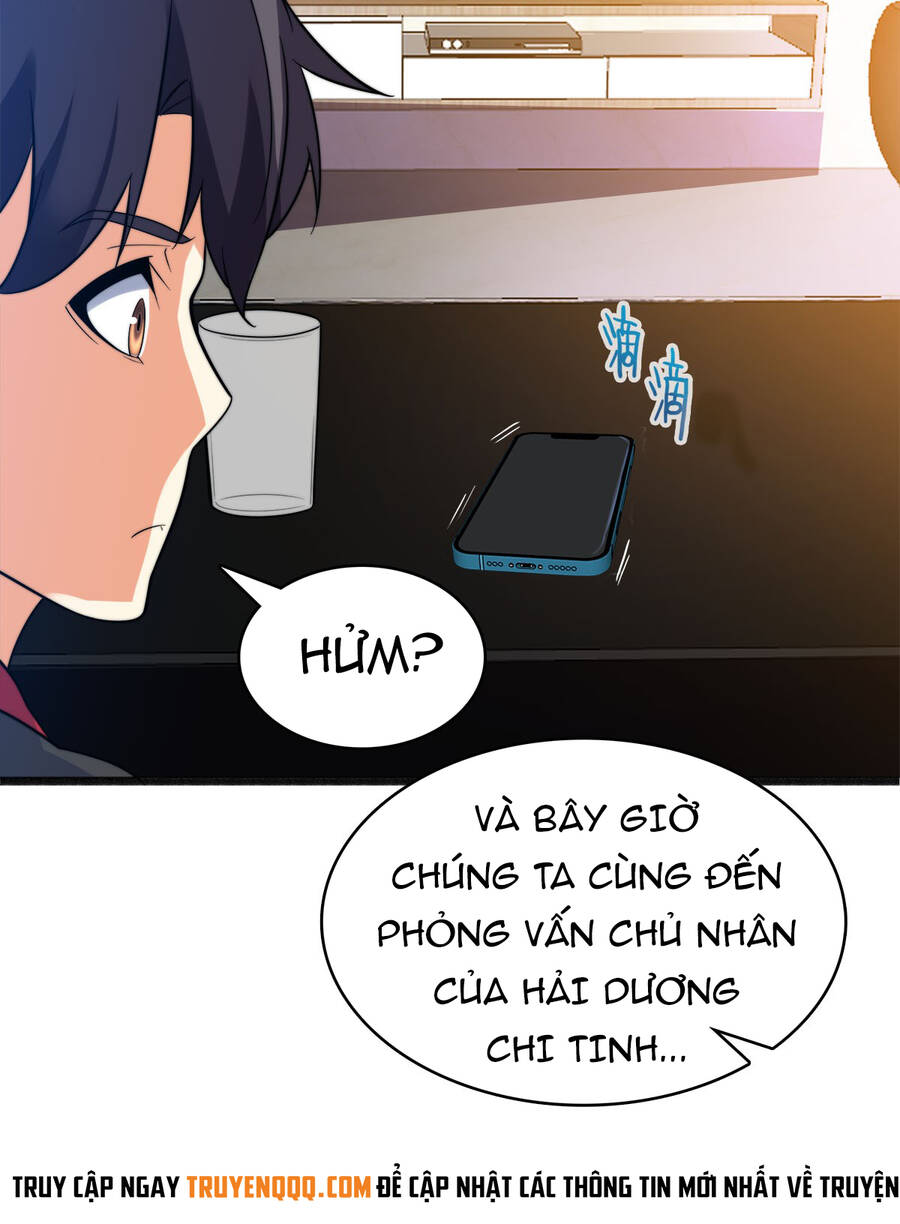 滴滴
HỬM?
VÀ BÂY GIỜ
CHÚNG TA CÙNG ĐẾN
PHỎNG VẤN CHỦ NHÂN
CỦA HẢI DƯƠNG
CHI TINH...
TRUY CẬP NGAY TRUYENQQQ.COM ĐỂ CẬP NHẬT CÁC THÔNG TIN MỚI NHẤT VỀ TRUYỆN